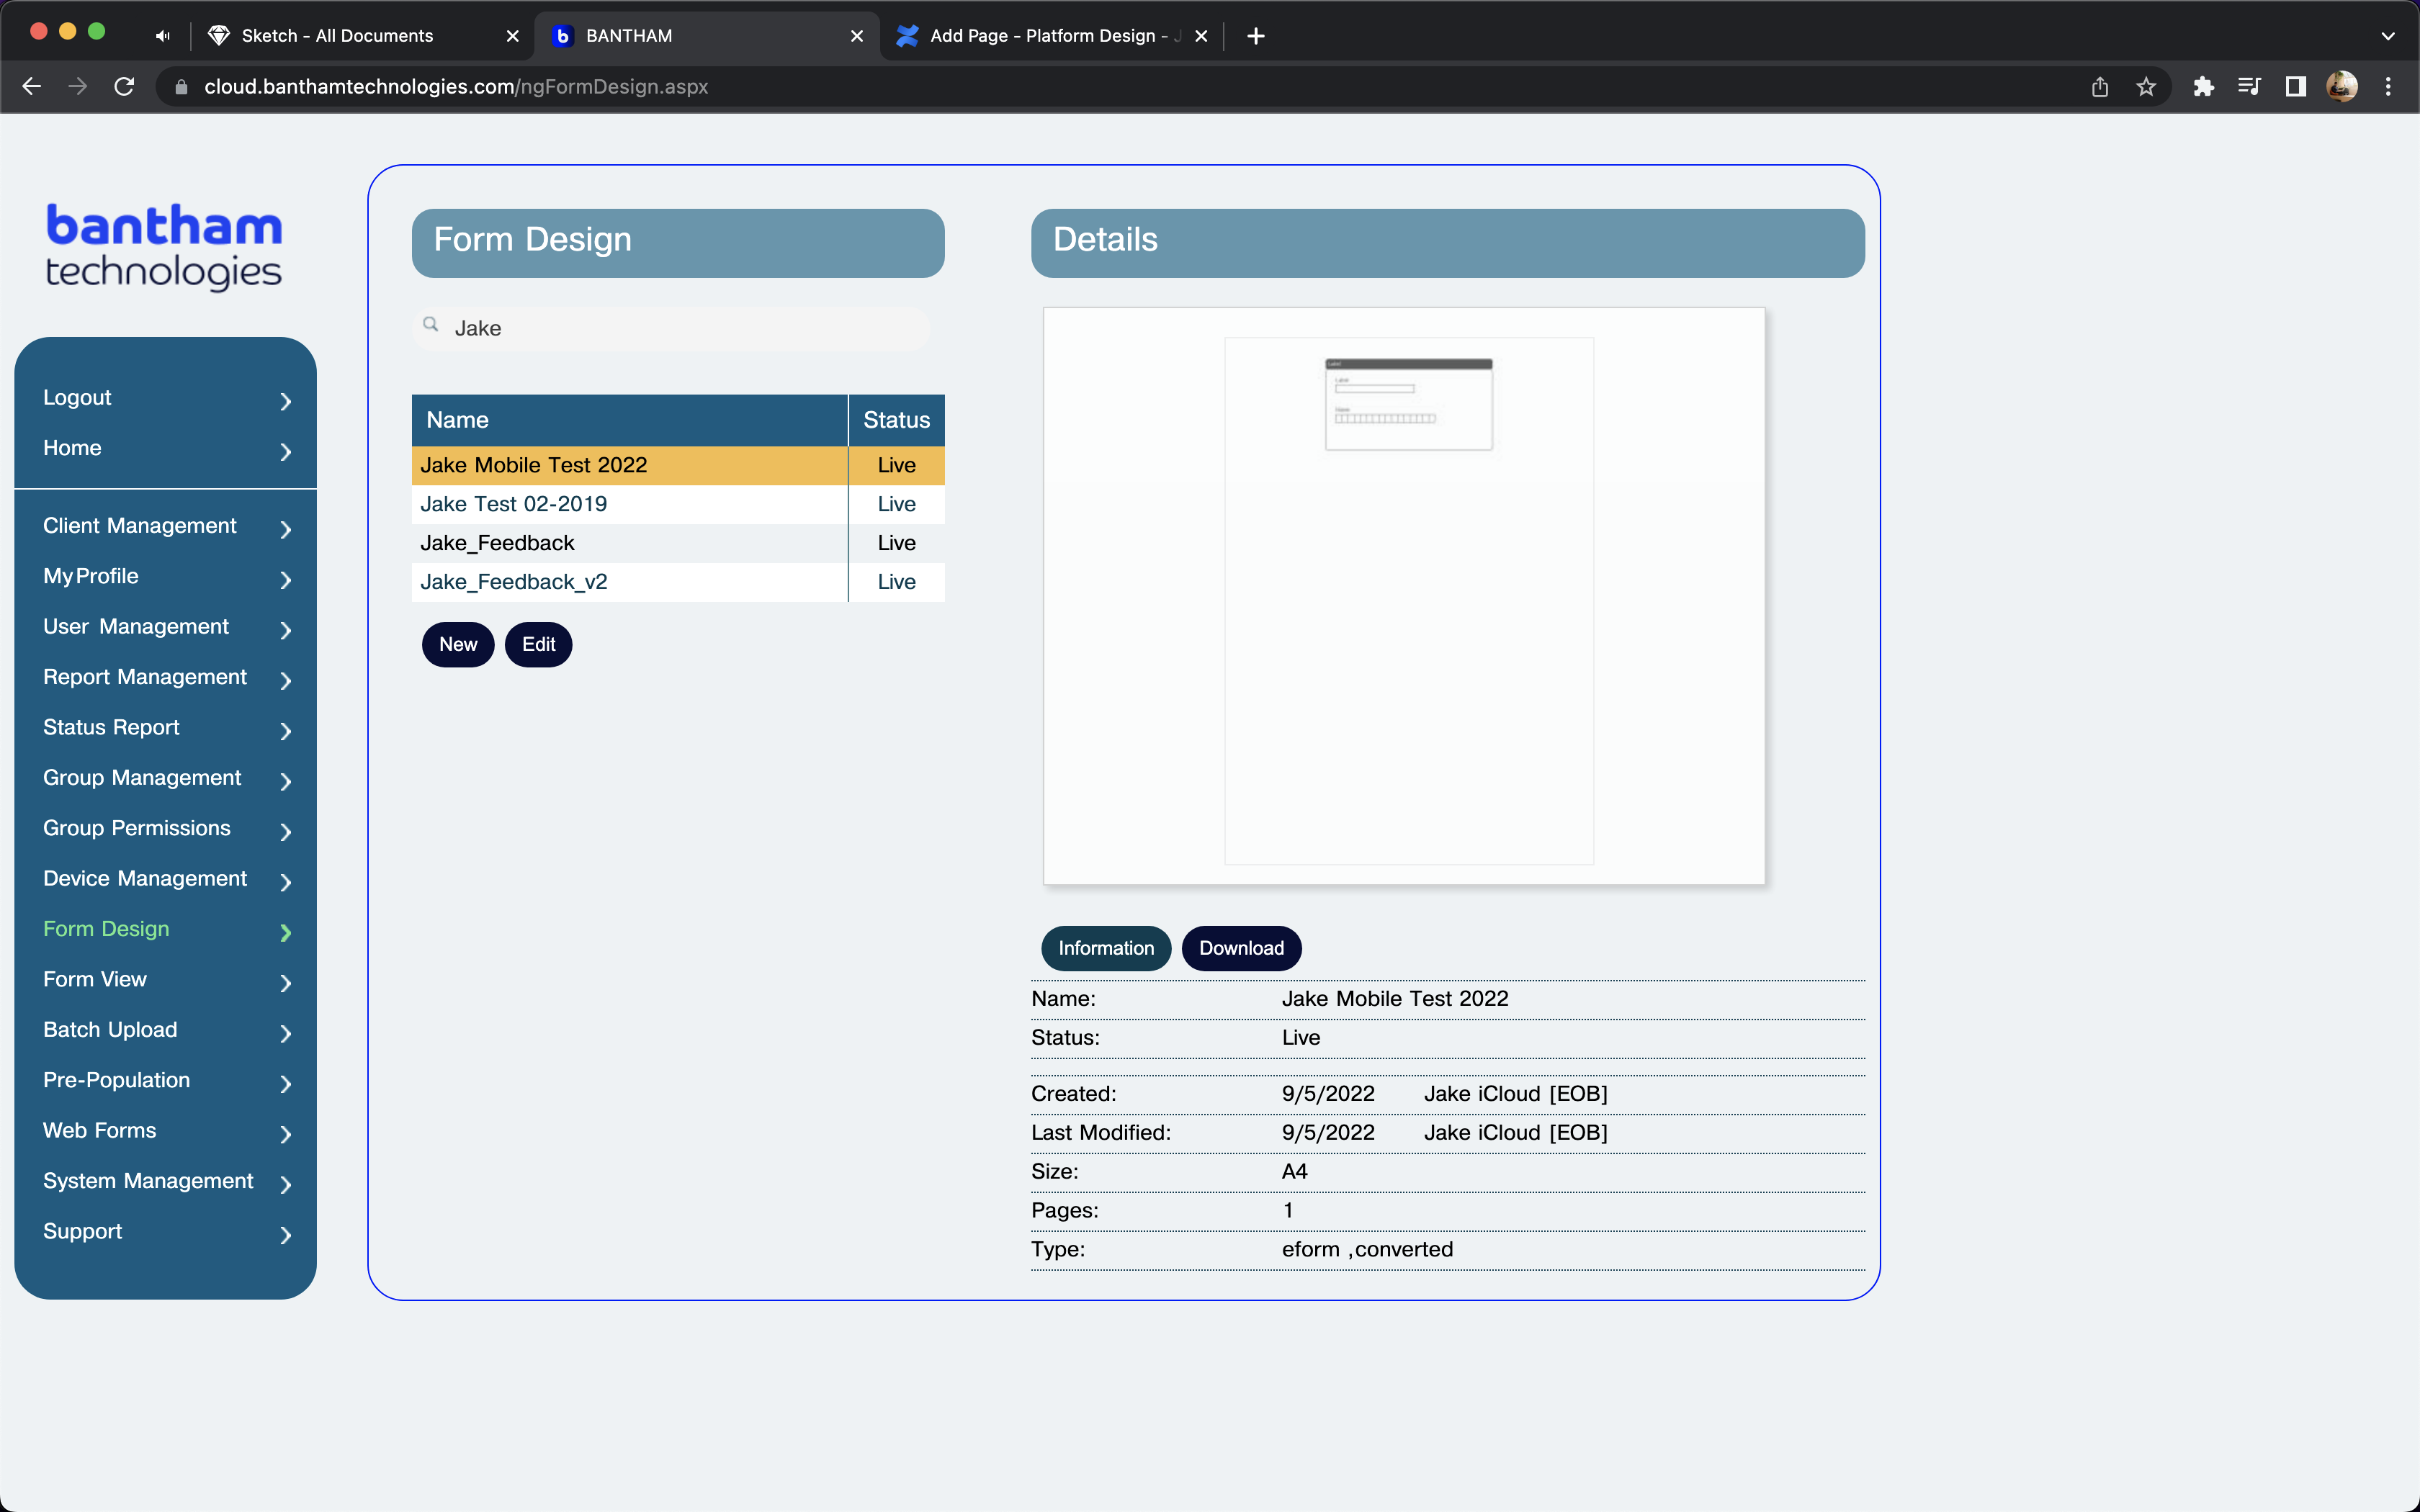 Sketch - All Documents
BANTHAM
Add Page - Platform Design -
cloud.banthamtechnologies.com/ngFormDesign.aspx
bantham
technologies
Logout
Home
Client Management
My Profile
User Management
Report Management
Status Report
Group Management
Group Permissions
Device Management
Form Design
Form View
Batch Upload
Pre-Population
Web Forms
System Management
Support
Form Design
Jake
Name Status
Jake Mobile Test 2022 Live
Jake Test 02-2019 Live
Jake_Feedback Live
Jake_Feedback_v2 Live
New Edit
Details
Information Download
Name: Jake Mobile Test 2022
Status: Live
Created: 9/5/2022 Jake iCloud [EOB]
Last Modified: 9/5/2022 Jake iCloud [EOB]
Size: A4
Pages: 1
Type: eform ,converted